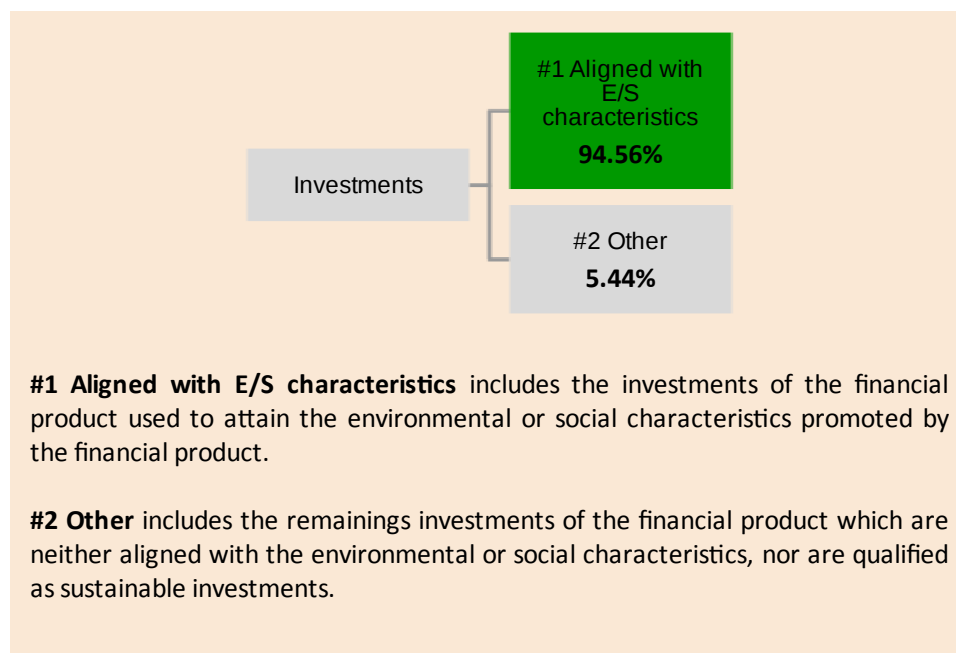 #1 Aligned with
E/S
characteristics
94.56%
Investments
#2 Other
5.44%
#1 Aligned with E/S characteristics includes the investments of the financial
product used to attain the environmental or social characteristics promoted by
the financial product.
#2 Other includes the remainings investments of the financial product which are
neither aligned with the environmental or social characteristics, nor are qualified
as sustainable investments.